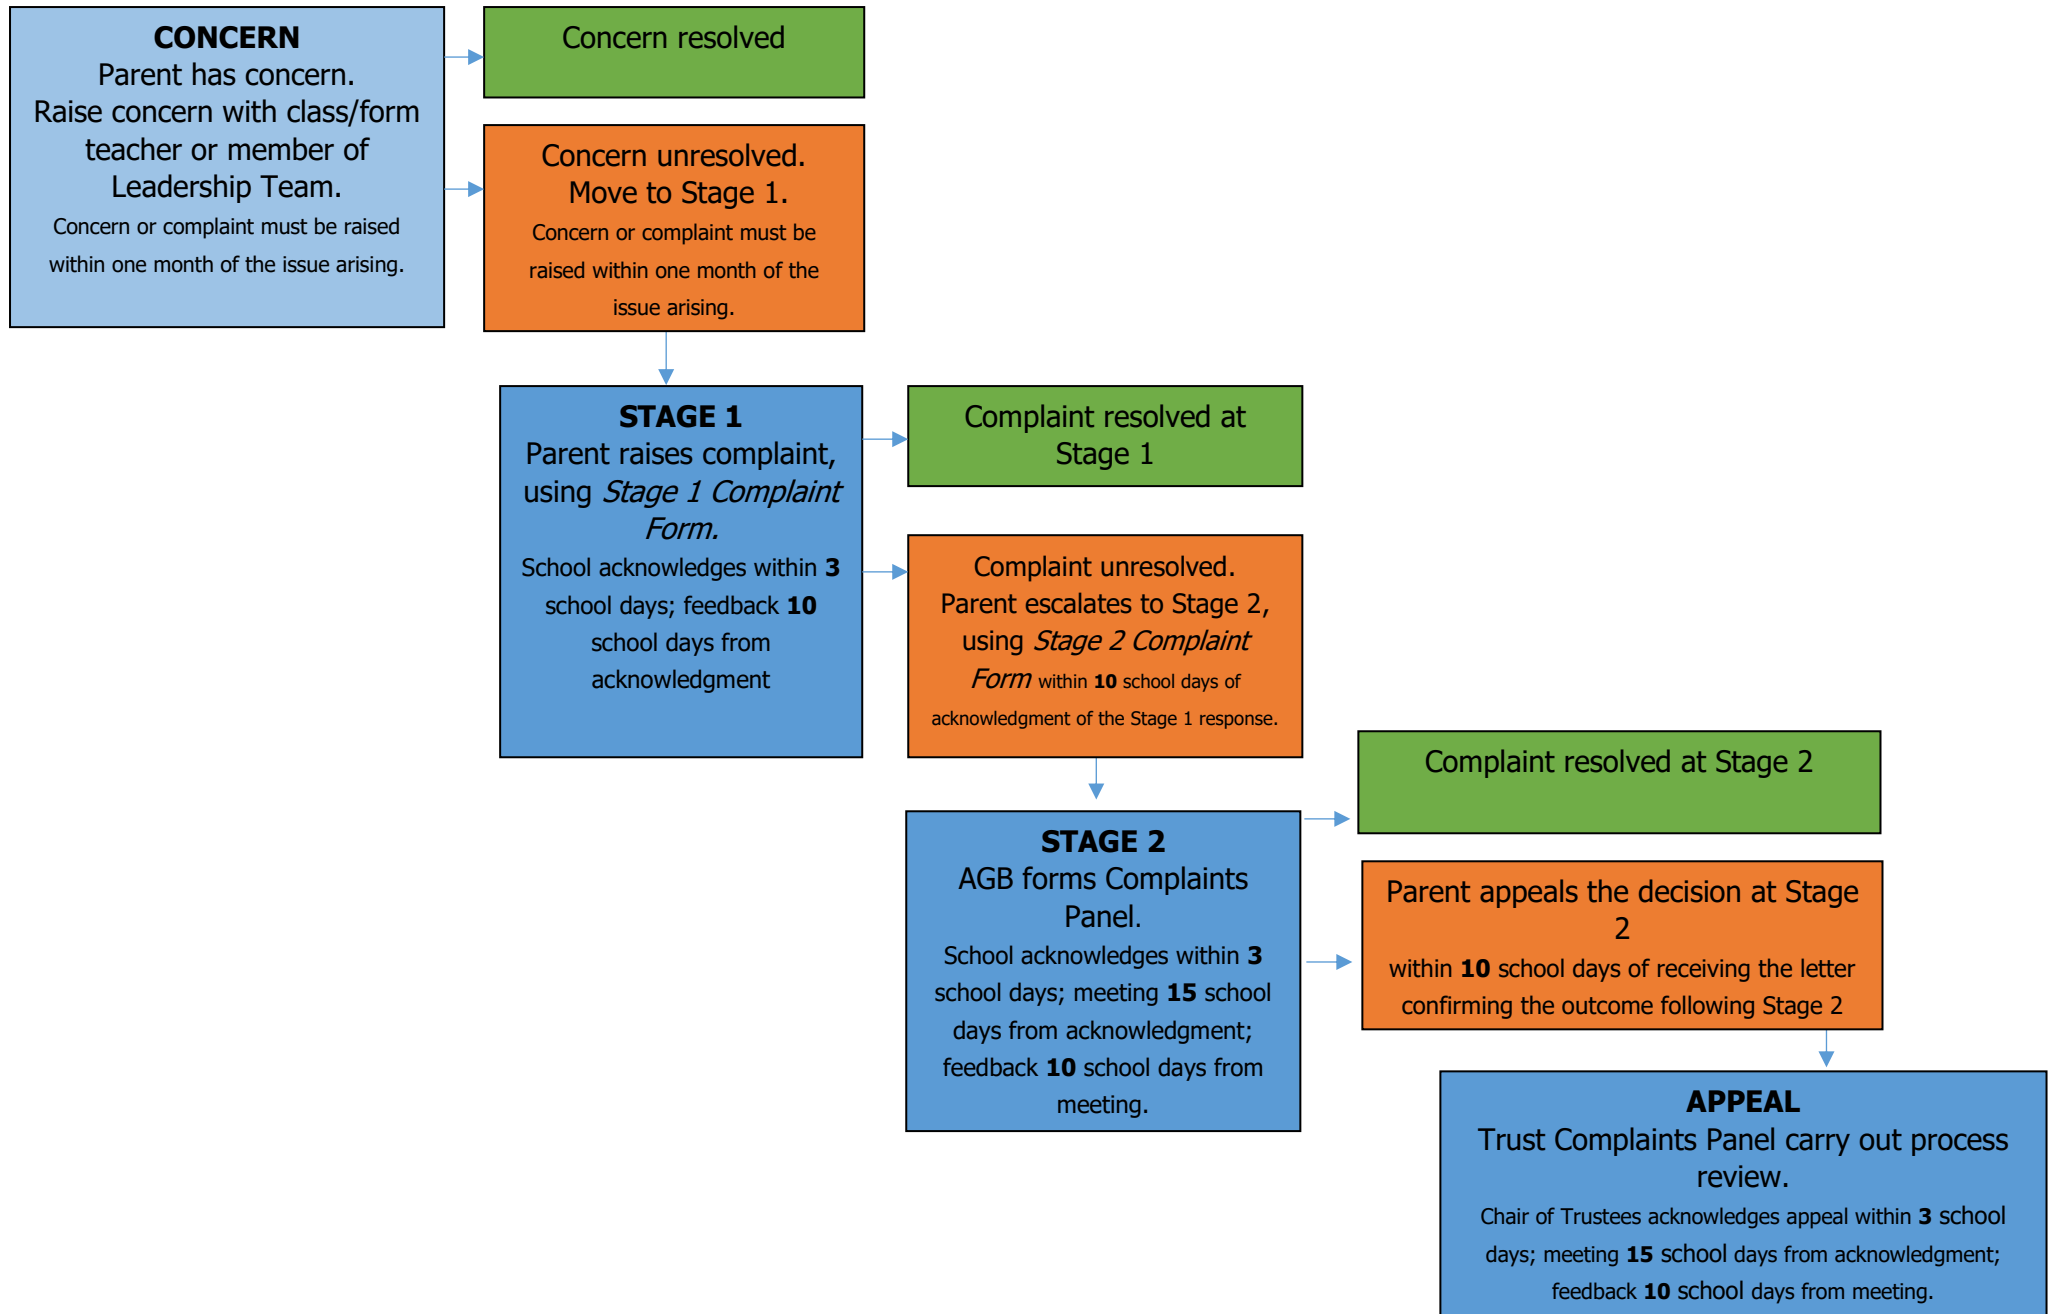 CONCERN
Parent has concern.
Raise concern with class/form
teacher or member of
Leadership Team.
Concern or complaint must be raised
within one month of the issue arising.
Concern resolved
Concern unresolved.
Move to Stage 1.
Concern or complaint must be
raised within one month of the
issue arising.
STAGE 1
Parent raises complaint,
using Stage 1 Complaint
Form.
School acknowledges within 3
school days; feedback 10
school days from
acknowledgment
Complaint resolved at
Stage 1
Complaint unresolved.
Parent escalates to Stage 2,
using Stage 2 Complaint
Form within 10 school days of
acknowledgment of the Stage 1 response.
STAGE 2
AGB forms Complaints
Panel.
School acknowledges within 3
school days; meeting 15 school
days from acknowledgment;
feedback 10 school days from
meeting.
Complaint resolved at Stage 2
Parent appeals the decision at Stage
2
within 10 school days of receiving the letter
confirming the outcome following Stage 2
APPEAL
Trust Complaints Panel carry out process
review.
Chair of Trustees acknowledges appeal within 3 school
days; meeting 15 school days from acknowledgment;
feedback 10 school days from meeting.